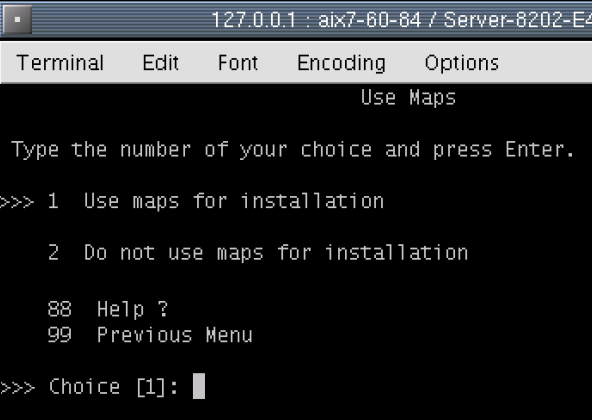 127.0.0.1 : aix7-60-84 / Server-8202-E4
Terminal Edit Font Encoding Options
Use Maps
Type the number of your choice and press Enter.
>>> 1 Use maps for installation
2 Do not use maps for installation
88 Help ?
99 Previous Menu
>>> Choice [1]: